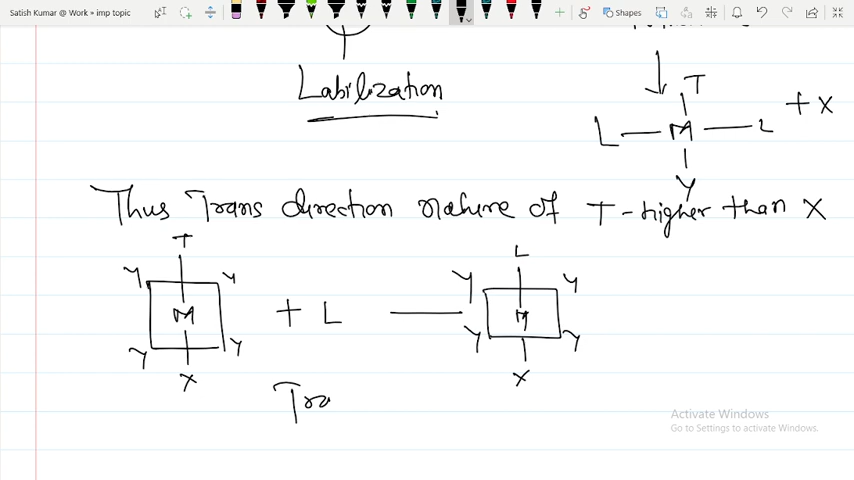 Satish Kumar @ Work » imp topic
Shapes
Labilization
T
L M L + X
Y
Thus Trans direction nature of T-higher than X
T
Y Y
M + L
Y Y
X
L
Y Y
M
Y Y
X
Tra
Activate Windows
Go to Settings to activate Windows.